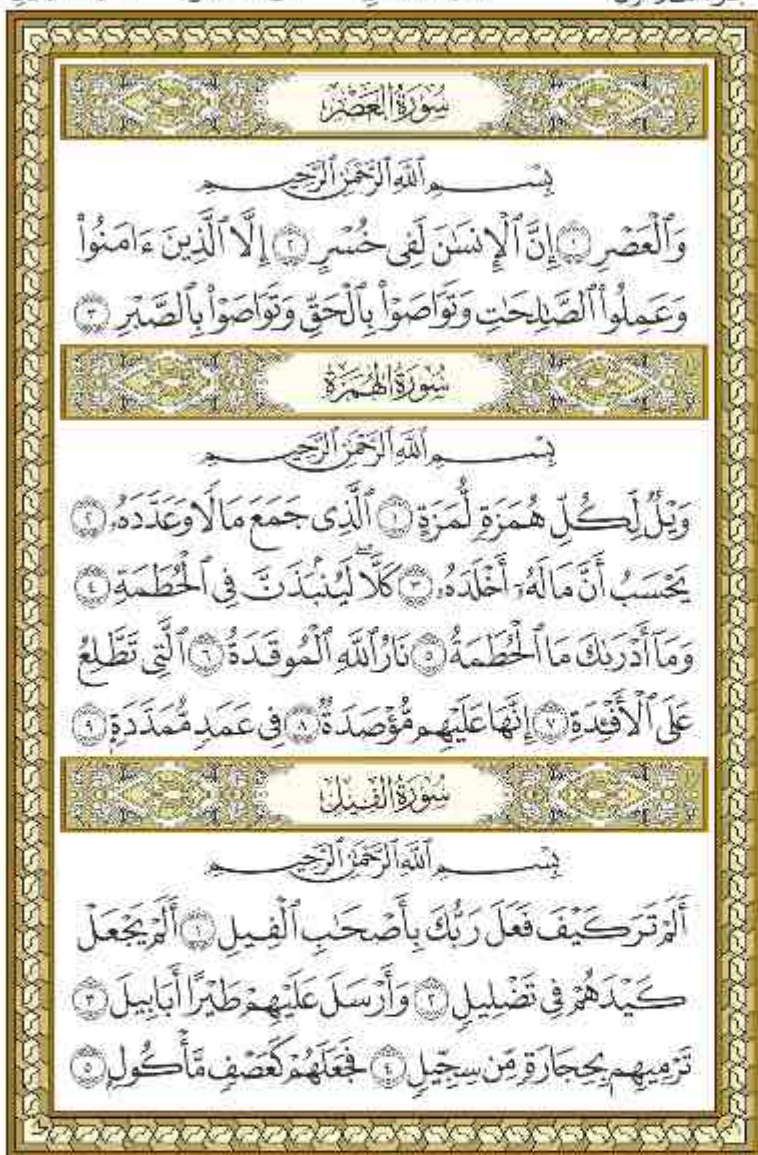 سُورَةُ العَصْرِ
بِسْمِ ٱللَّهِ ٱلرَّحْمَٰنِ ٱلرَّحِيمِ
وَٱلْعَصْرِ ١ إِنَّ ٱلْإِنسَٰنَ لَفِى خُسْرٍ ٢ إِلَّا ٱلَّذِينَ ءَامَنُوا۟
وَعَمِلُوا۟ ٱلصَّٰلِحَٰتِ وَتَوَاصَوْا۟ بِٱلْحَقِّ وَتَوَاصَوْا۟ بِٱلصَّبْرِ ٣
سُورَةُ الهُمَزَةِ
بِسْمِ ٱللَّهِ ٱلرَّحْمَٰنِ ٱلرَّحِيمِ
وَيْلٌ لِّكُلِّ هُمَزَةٍ لُّمَزَةٍ ١ ٱلَّذِى جَمَعَ مَالًا وَعَدَّدَهُۥ ٢
يَحْسَبُ أَنَّ مَالَهُۥٓ أَخْلَدَهُۥ ٣ كَلَّا ۖ لَيُنۢبَذَنَّ فِى ٱلْحُطَمَةِ ٤
وَمَآ أَدْرَىٰكَ مَا ٱلْحُطَمَةُ ٥ نَارُ ٱللَّهِ ٱلْمُوقَدَةُ ٦ ٱلَّتِى تَطَّلِعُ
عَلَى ٱلْأَفْـِٔدَةِ ٧ إِنَّهَا عَلَيْهِم مُّؤْصَدَةٌ ٨ فِى عَمَدٍ مُّمَدَّدَةٍۭ ٩
سُورَةُ الفِيلِ
بِسْمِ ٱللَّهِ ٱلرَّحْمَٰنِ ٱلرَّحِيمِ
أَلَمْ تَرَ كَيْفَ فَعَلَ رَبُّكَ بِأَصْحَٰبِ ٱلْفِيلِ ١ أَلَمْ يَجْعَلْ
كَيْدَهُمْ فِى تَضْلِيلٍ ٢ وَأَرْسَلَ عَلَيْهِمْ طَيْرًا أَبَابِيلَ ٣
تَرْمِيهِم بِحِجَارَةٍ مِّن سِجِّيلٍ ٤ فَجَعَلَهُمْ كَعَصْفٍ مَّأْكُولٍۭ ٥